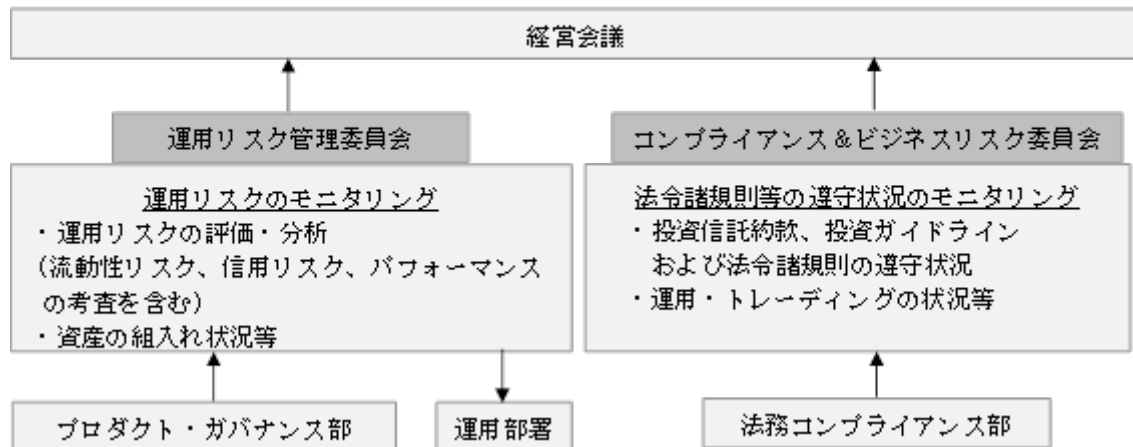 経営会議
運用リスク管理委員会
運用リスクのモニタリング
・運用リスクの評価・分析
(流動性リスク、信用リスク、パフォーマンス
の考査を含む)
・資産の組入れ状況等
プロダクト・ガバナンス部
運用部署
コンプライアンス＆ビジネスリスク委員会
法令諸規則等の遵守状況のモニタリング
・投資信託約款、投資ガイドライン
および法令諸規則の遵守状況
・運用・トレーディングの状況等
法務コンプライアンス部